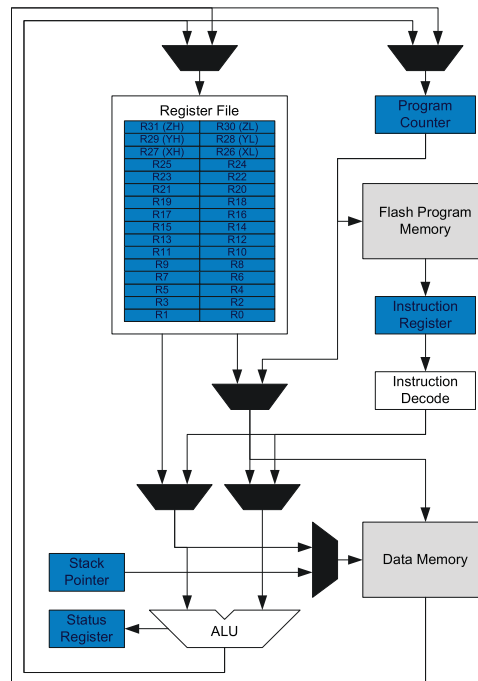 Register File
R31 (ZH) R30 (ZL)
R29 (YH) R28 (YL)
R27 (XH) R26 (XL)
R25 R24
R23 R22
R21 R20
R19 R18
R17 R16
R15 R14
R13 R12
R11 R10
R9 R8
R7 R6
R5 R4
R3 R2
R1 R0
Program
Counter
Flash Program
Memory
Instruction
Register
Instruction
Decode
Stack
Pointer
Data Memory
Status
Register
ALU